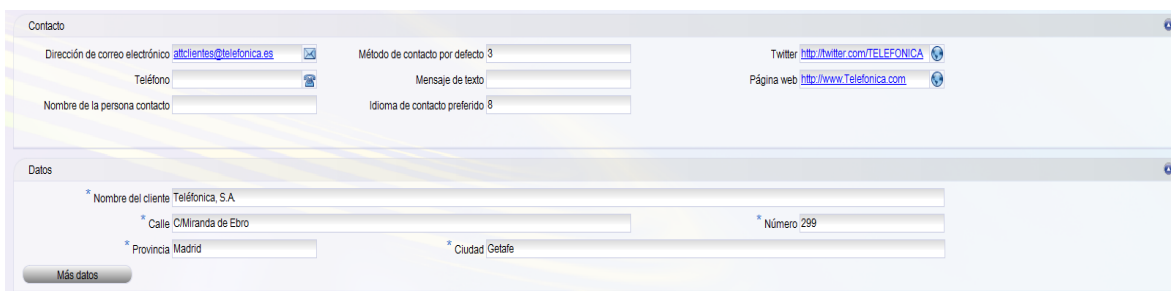 Contacto
Dirección de correo electrónico attclientes@telefonica.es Método de contacto por defecto 3 Twitter http://twitter.com/TELEFONICA
Teléfono Mensaje de texto Página web http://www.Telefonica.com
Nombre de la persona contacto Idioma de contacto preferido 8
Datos
* Nombre del cliente Teléfonica, S.A.
* Calle C/Miranda de Ebro * Número 299
* Provincia Madrid * Ciudad Getafe
Más datos